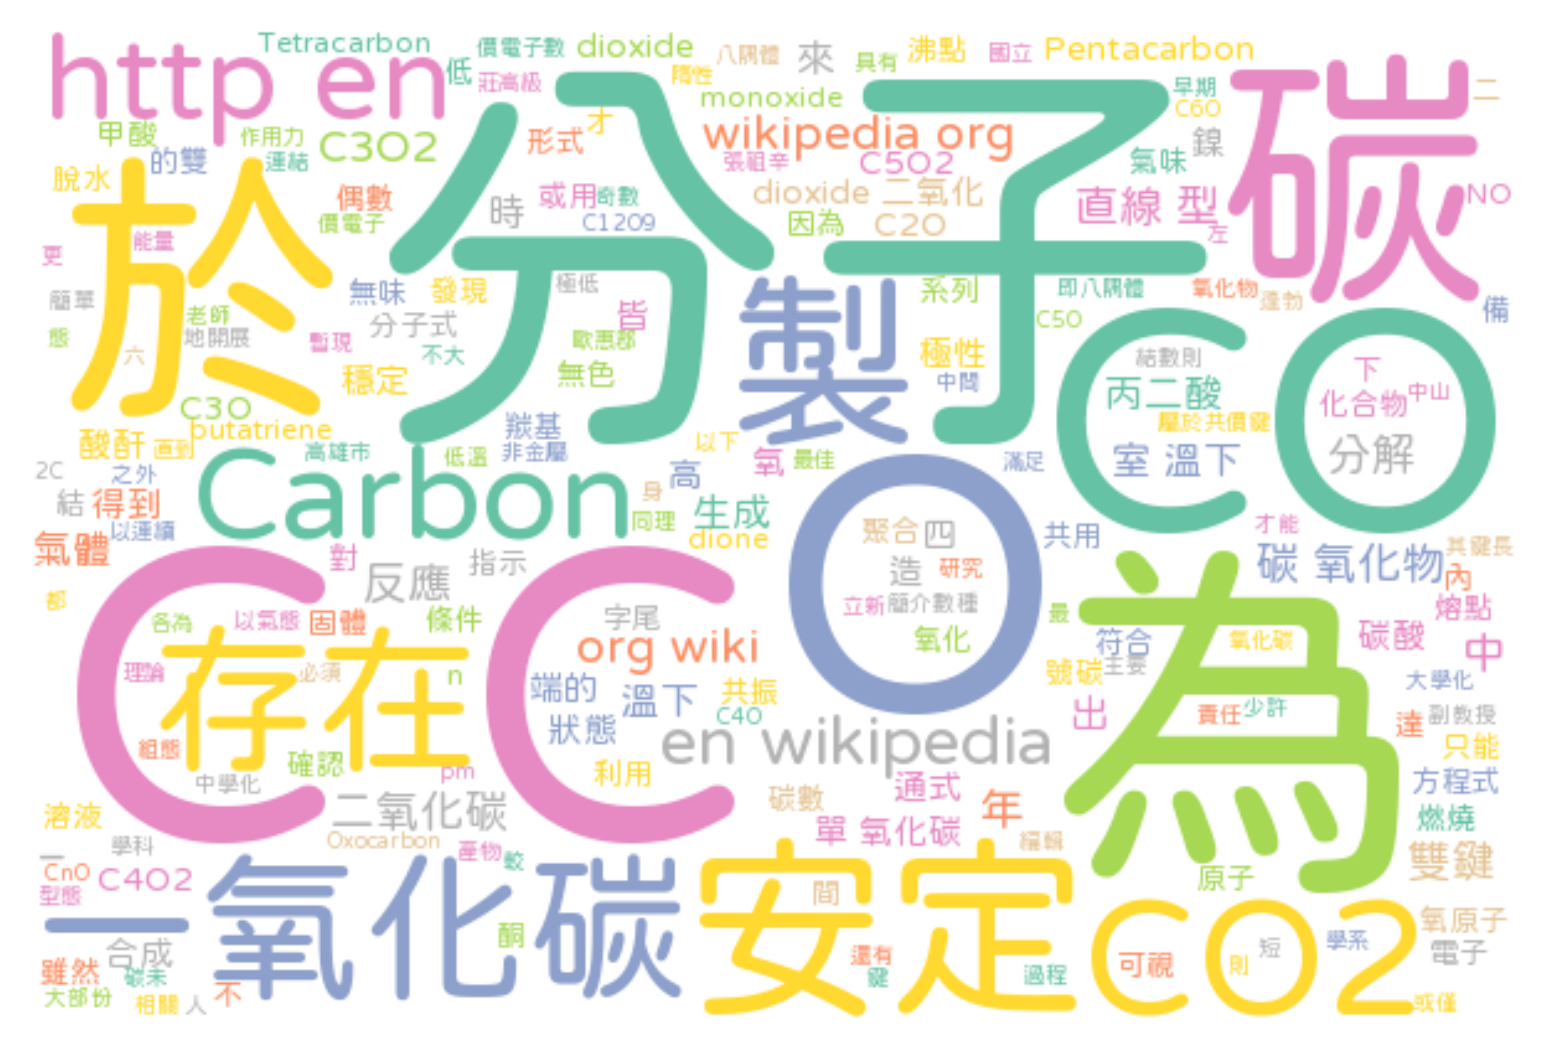 Tetracarbon 價電子數 dioxide 八隅體 來 具有 沸點 國立 Pentacarbon
http en 低 莊高級 隋性 早期 二
分子 碳
monoxide C60
甲酸 作用力 C3O2 形式 才 wikipedia org 鎳
脫水 的雙 連結 張祖辛 C5O2 氣味
於 偶數 時 或用 奇數 dioxide 二氧化 直線 型 NO
價電子 C12O9 因為 C2O 左
更 能量
簡單 無味 發現 極低 製 系列 即八隅體 氧化物 蓬勃 備
老師 分子式 皆 C5O
態 地開展 暫現 不大 歐惠郡 極性 CO 結數則
六 穩定 無色 中間 丙二酸 下
C3O 化合物 中山
butatriene 羰基 屬於共價鍵
酸酐 直到 高雄市 低溫 非金屬 以下 分解
2C 之外 Carbon 高 氧 最佳 滿足 室 溫下
結 得到 身 O
以連續 同理 生成 才能
氣體 dione 聚合 四 共用 碳 氧化物 其鍵長
對 反應 指示 造 研究 內
都 C C 立新 簡介數種 最 為 熔點
各為 以氣態 固體 條件 字尾 氧化 符合 氧化碳 碳酸
存在 org wiki 中
理論 必須 n 端的 溫下 共振 號碳 主要 大學化
狀態 C4O 出 責任 少許 達 副教授
組態 確認 en wikipedia 只能
中學化 pm 利用 通式 方程式
溶液 二氧化碳 碳數 年 燃燒
學科 Oxocarbon 單 氧化碳 編輯
一氧化碳 產物 較 安定 雙鍵
CnO C4O2 間 原子
型態 CO2 氧原子
酮 學系 電子
合成 還有 可視 則 短
雖然 碳未 鍵 過程
大部份 相關 人 不 或僅